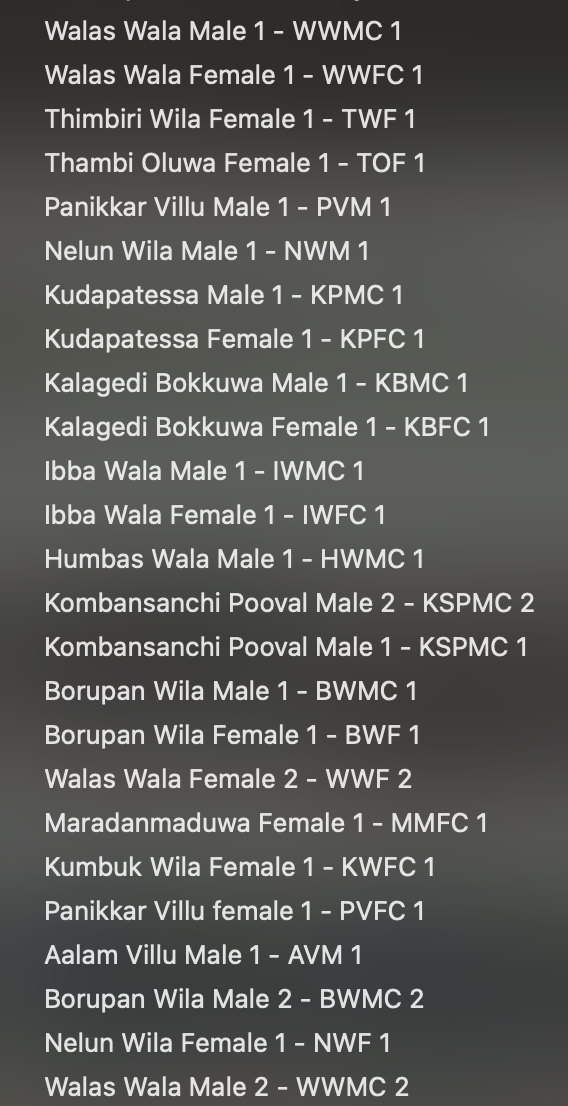 Walas Wala Male 1 - WWMC 1
Walas Wala Female 1 - WWFC 1
Thimbiri Wila Female 1 - TWF 1
Thambi Oluwa Female 1 - TOF 1
Panikkar Villu Male 1 - PVM 1
Nelun Wila Male 1 - NWM 1
Kudapatessa Male 1 - KPMC 1
Kudapatessa Female 1 - KPFC 1
Kalagedi Bokkuwa Male 1 - KBMC 1
Kalagedi Bokkuwa Female 1 - KBFC 1
Ibba Wala Male 1 - IWMC 1
Ibba Wala Female 1 - IWFC 1
Humbas Wala Male 1 - HWMC 1
Kombansanchi Pooval Male 2 - KSPMC 2
Kombansanchi Pooval Male 1 - KSPMC 1
Borupan Wila Male 1 - BWMC 1
Borupan Wila Female 1 - BWF 1
Walas Wala Female 2 - WWF 2
Maradanmaduwa Female 1 - MMFC 1
Kumbuk Wila Female 1 - KWFC 1
Panikkar Villu female 1 - PVFC 1
Aalam Villu Male 1 - AVM 1
Borupan Wila Male 2 - BWMC 2
Nelun Wila Female 1 - NWF 1
Walas Wala Male 2 - WWMC 2